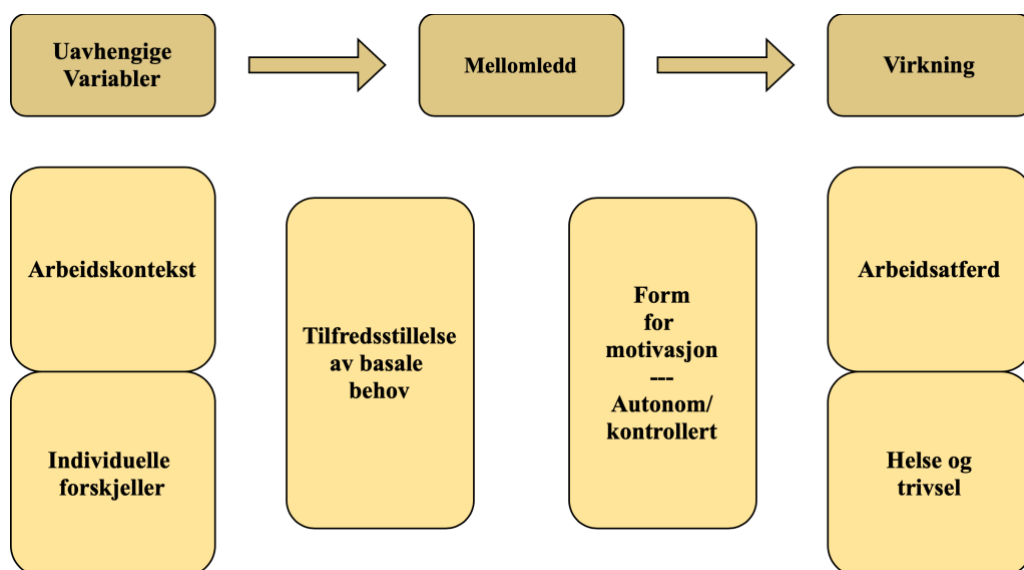 Uavhengige
Variabler
Mellomledd
Virkning
Arbeidskontekst
Individuelle
forskjeller
Tilfredsstillelse
av basale
behov
Form
for
motivasjon
---
Autonom/
kontrollert
Arbeidsatferd
Helse og
trivsel